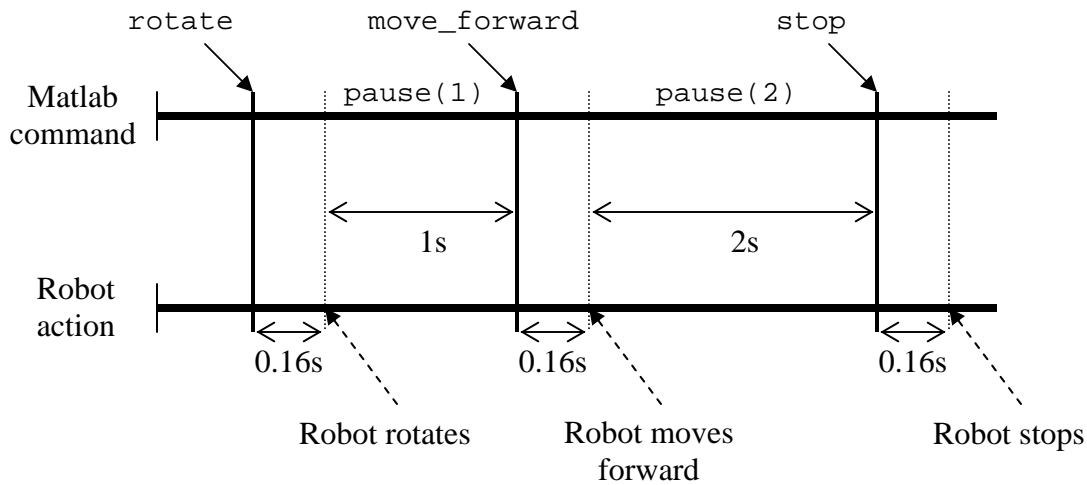 rotate
move_forward
stop
Matlab
command
pause(1)
pause(2)
1s
2s
Robot
action
0.16s
0.16s
0.16s
Robot rotates
Robot moves
forward
Robot stops